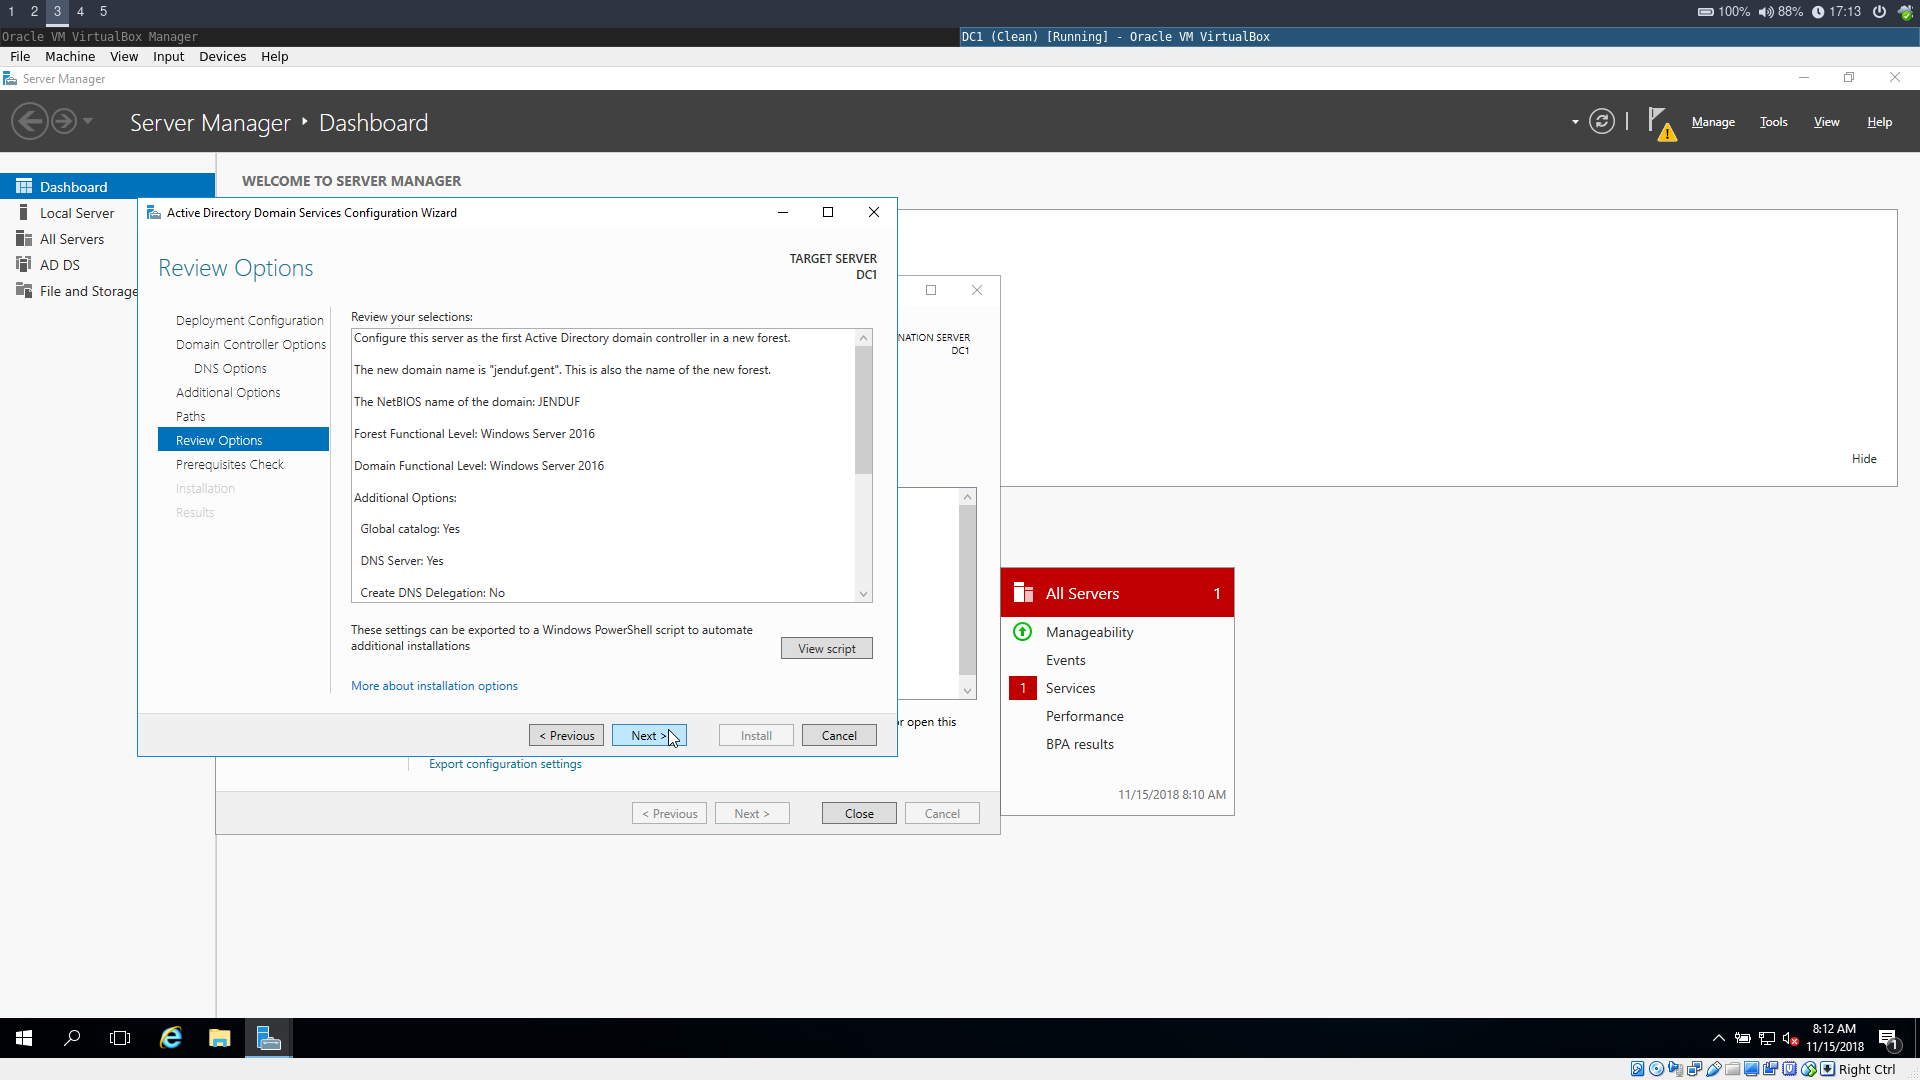 1 2 3 4 5
100% 88% 17:13
Oracle VM VirtualBox Manager
DC1 (Clean) [Running] - Oracle VM VirtualBox
File Machine View Input Devices Help
Server Manager
Server Manager Dashboard
Manage Tools View Help
Dashboard
Local Server
All Servers
AD DS
File and Storage
WELCOME TO SERVER MANAGER
Active Directory Domain Services Configuration Wizard
Review Options
TARGET SERVER
DC1
Deployment Configuration
Domain Controller Options
DNS Options
Additional Options
Paths
Review Options
Prerequisites Check
Installation
Results
Review your selections:
Configure this server as the first Active Directory domain controller in a new forest.
The new domain name is "jenduf.gent". This is also the name of the new forest.
The NetBIOS name of the domain: JENDUF
Forest Functional Level: Windows Server 2016
Domain Functional Level: Windows Server 2016
Additional Options:
Global catalog: Yes
DNS Server: Yes
Create DNS Delegation: No
These settings can be exported to a Windows PowerShell script to automate
additional installations
View script
More about installation options
< Previous Next > Install Cancel
NATION SERVER
DC1
r open this
Export configuration settings
< Previous Next > Close Cancel
Hide
All Servers 1
Manageability
Events
1 Services
Performance
BPA results
11/15/2018 8:10 AM
8:12 AM
11/15/2018
1
Right Ctrl